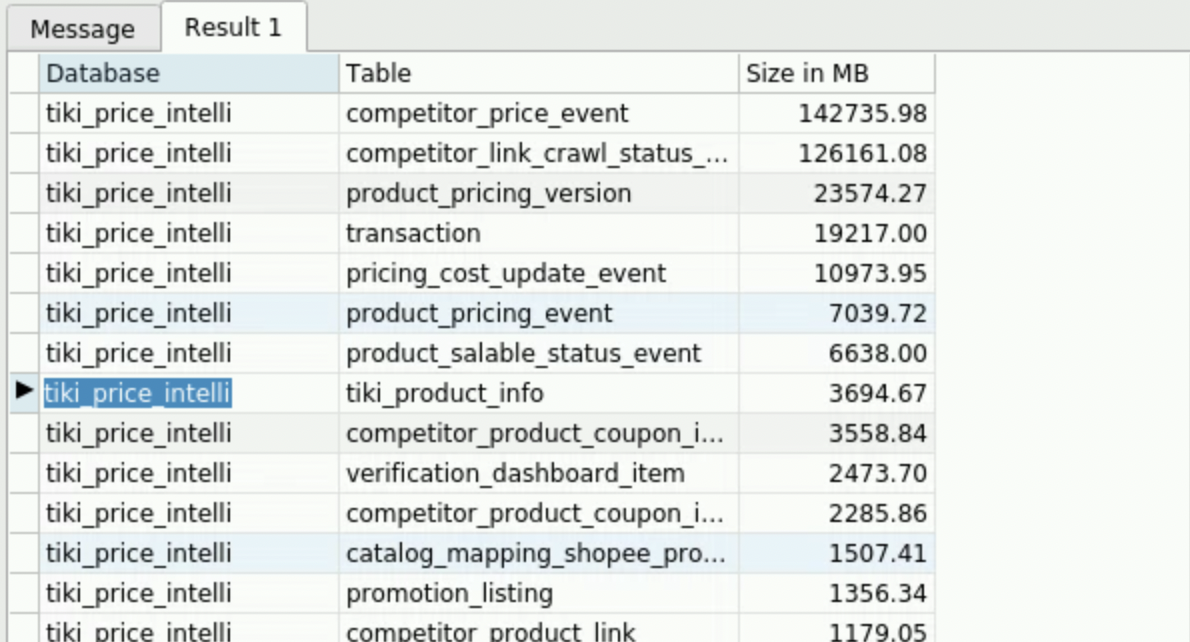 Message Result 1
Database Table Size in MB
tiki_price_intelli competitor_price_event 142735.98
tiki_price_intelli competitor_link_crawl_status_... 126161.08
tiki_price_intelli product_pricing_version 23574.27
tiki_price_intelli transaction 19217.00
tiki_price_intelli pricing_cost_update_event 10973.95
tiki_price_intelli product_pricing_event 7039.72
tiki_price_intelli product_salable_status_event 6638.00
tiki_price_intelli tiki_product_info 3694.67
tiki_price_intelli competitor_product_coupon_i... 3558.84
tiki_price_intelli verification_dashboard_item 2473.70
tiki_price_intelli competitor_product_coupon_i... 2285.86
tiki_price_intelli catalog_mapping_shopee_pro... 1507.41
tiki_price_intelli promotion_listing 1356.34
tiki_price_intelli competitor_product_link 1179.05